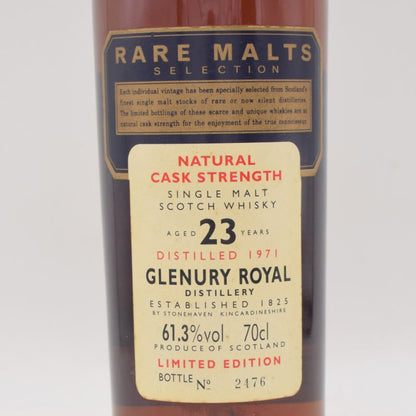 RARE MALTS
SELECTION
Each individual vintage has been specially selected from Scotland's
finest single malt stocks of rare or now silent distilleries.
The limited bottlings of these scarce and unique whiskies are at
natural cask strength for the enjoyment of the true connoisseur.
NATURAL
CASK STRENGTH
SINGLE MALT
SCOTCH WHISKY
AGED 23 YEARS
DISTILLED 1971
GLENURY ROYAL
DISTILLERY
ESTABLISHED 1825
BY STONEHAVEN KINCARDINESHIRE
61.3%vol 70cl
PRODUCE OF SCOTLAND
LIMITED EDITION
BOTTLE Nº 2476